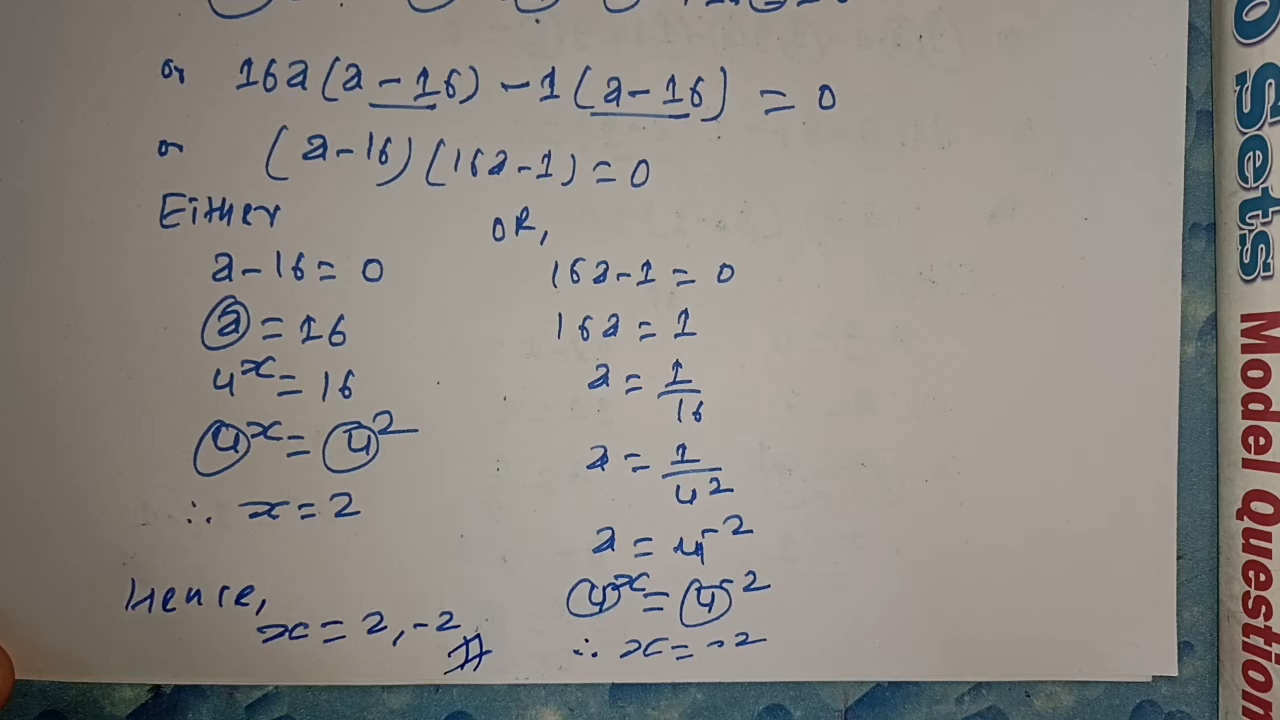 or 16a(a-16) -1(a-16) = 0
or (a-16)(16a-1) = 0
Either OR,
a-16 = 0 16a-1 = 0
a = 16 16a = 1
4^x = 16 a = 1/16
4^x = 4^2 a = 1/4^2
∴ x = 2 a = 4^-2
Hence, 4^x = 4^-2
x = 2, -2 ∴ x = -2
Sets
Model Question